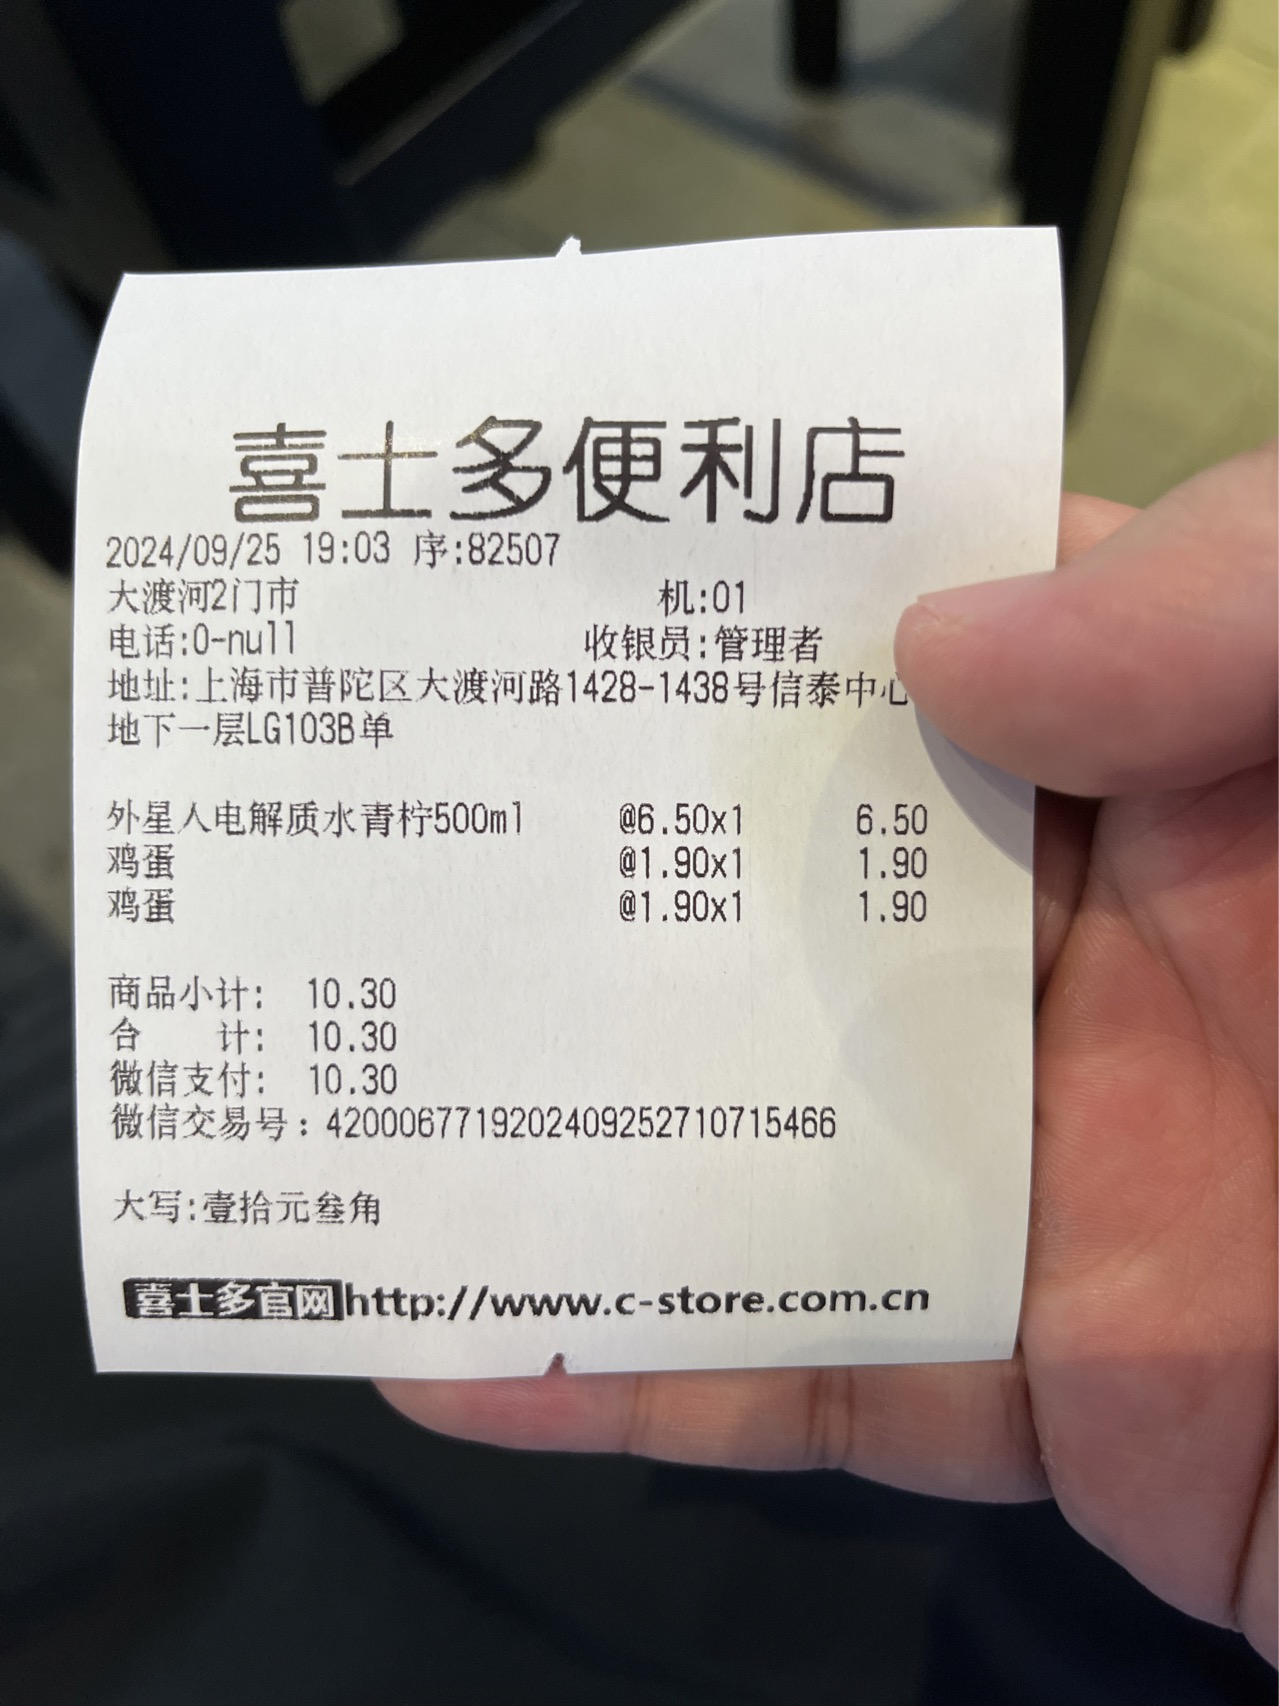 喜士多便利店
2024/09/25 19:03 序:82507
大渡河2门市 机:01
电话:0-null 收银员:管理者
地址:上海市普陀区大渡河路1428-1438号信泰中心
地下一层LG103B单
外星人电解质水青柠500ml @6.50x1 6.50
鸡蛋 @1.90x1 1.90
鸡蛋 @1.90x1 1.90
商品小计: 10.30
合 计: 10.30
微信支付: 10.30
微信交易号：4200067719202409252710715466
大写:壹拾元叁角
喜士多官网http://www.c-store.com.cn